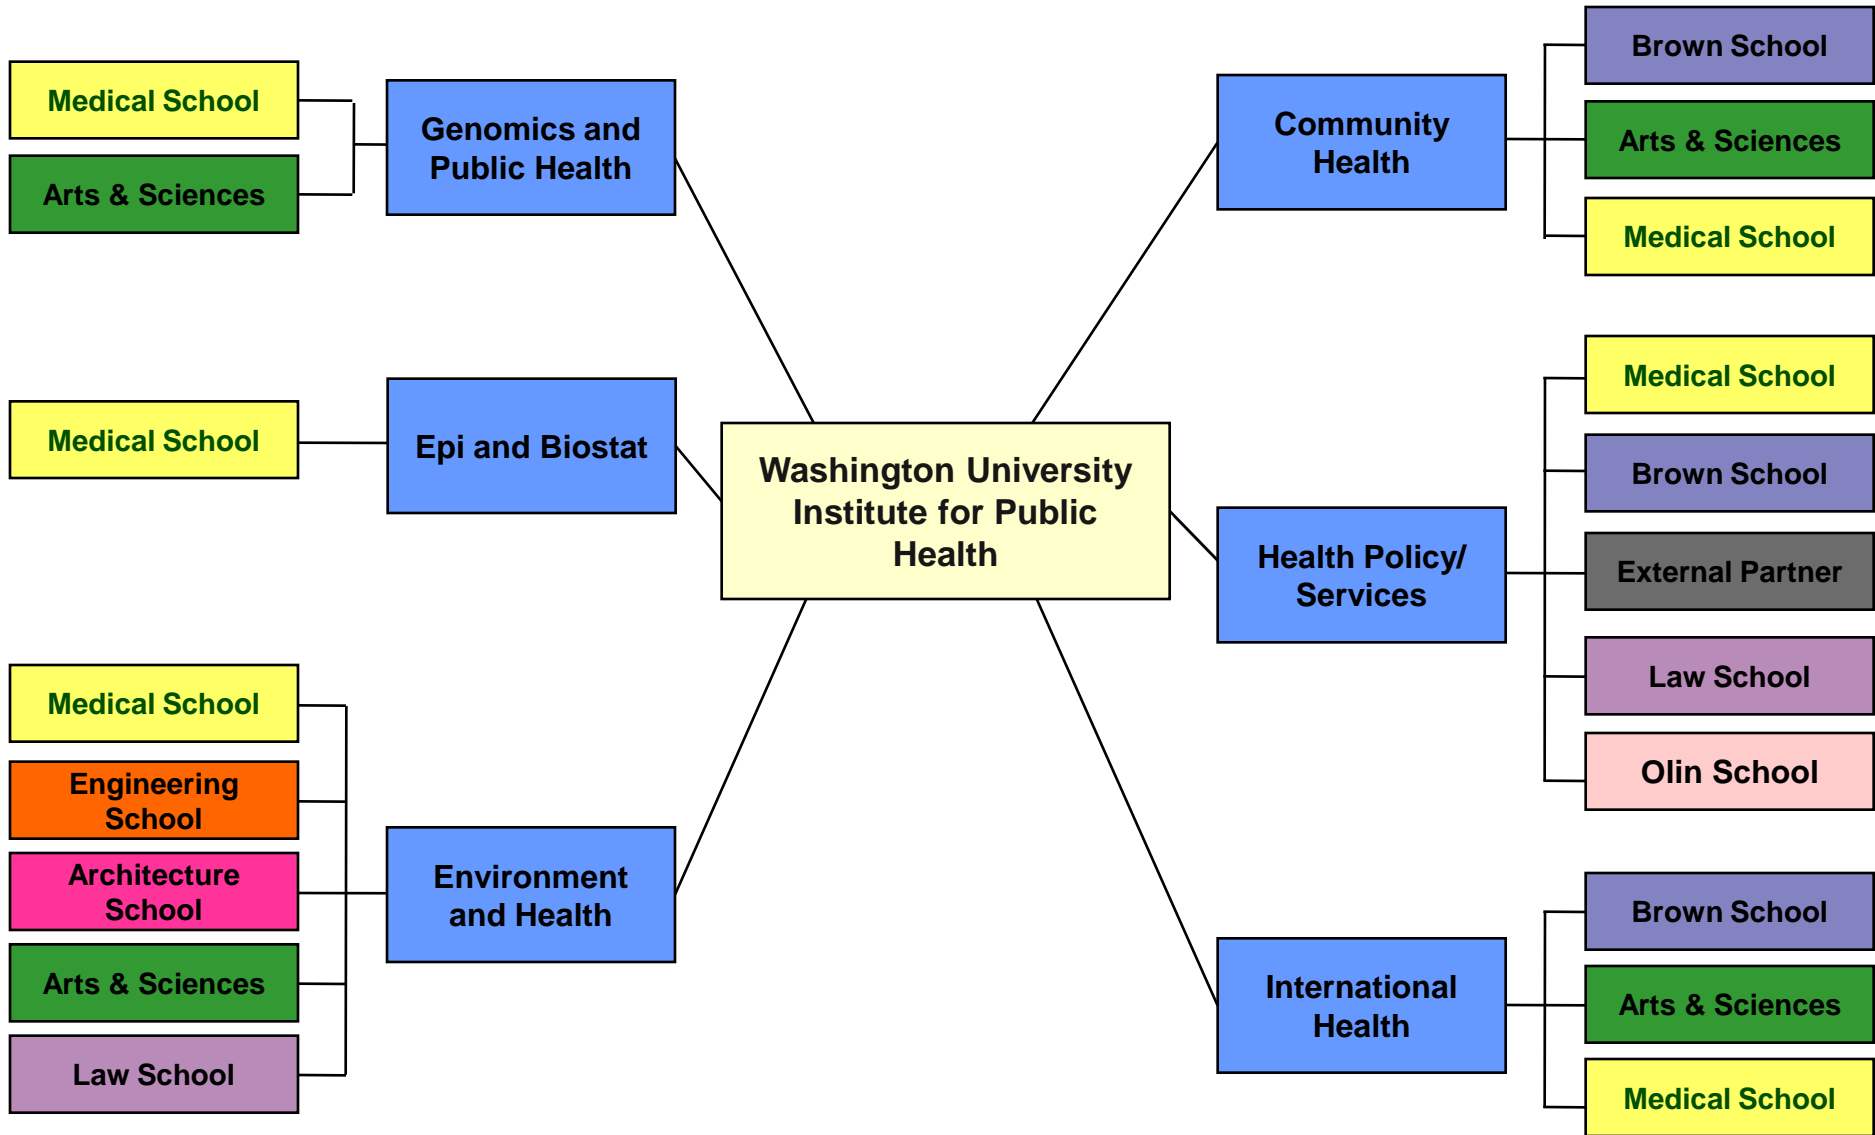 Medical School
Arts & Sciences
Genomics and
Public Health
Medical School
Epi and Biostat
Medical School
Engineering
School
Architecture
School
Arts & Sciences
Law School
Environment
and Health
Washington University
Institute for Public
Health
Community
Health
Brown School
Arts & Sciences
Medical School
Health Policy/
Services
Medical School
Brown School
External Partner
Law School
Olin School
International
Health
Brown School
Arts & Sciences
Medical School